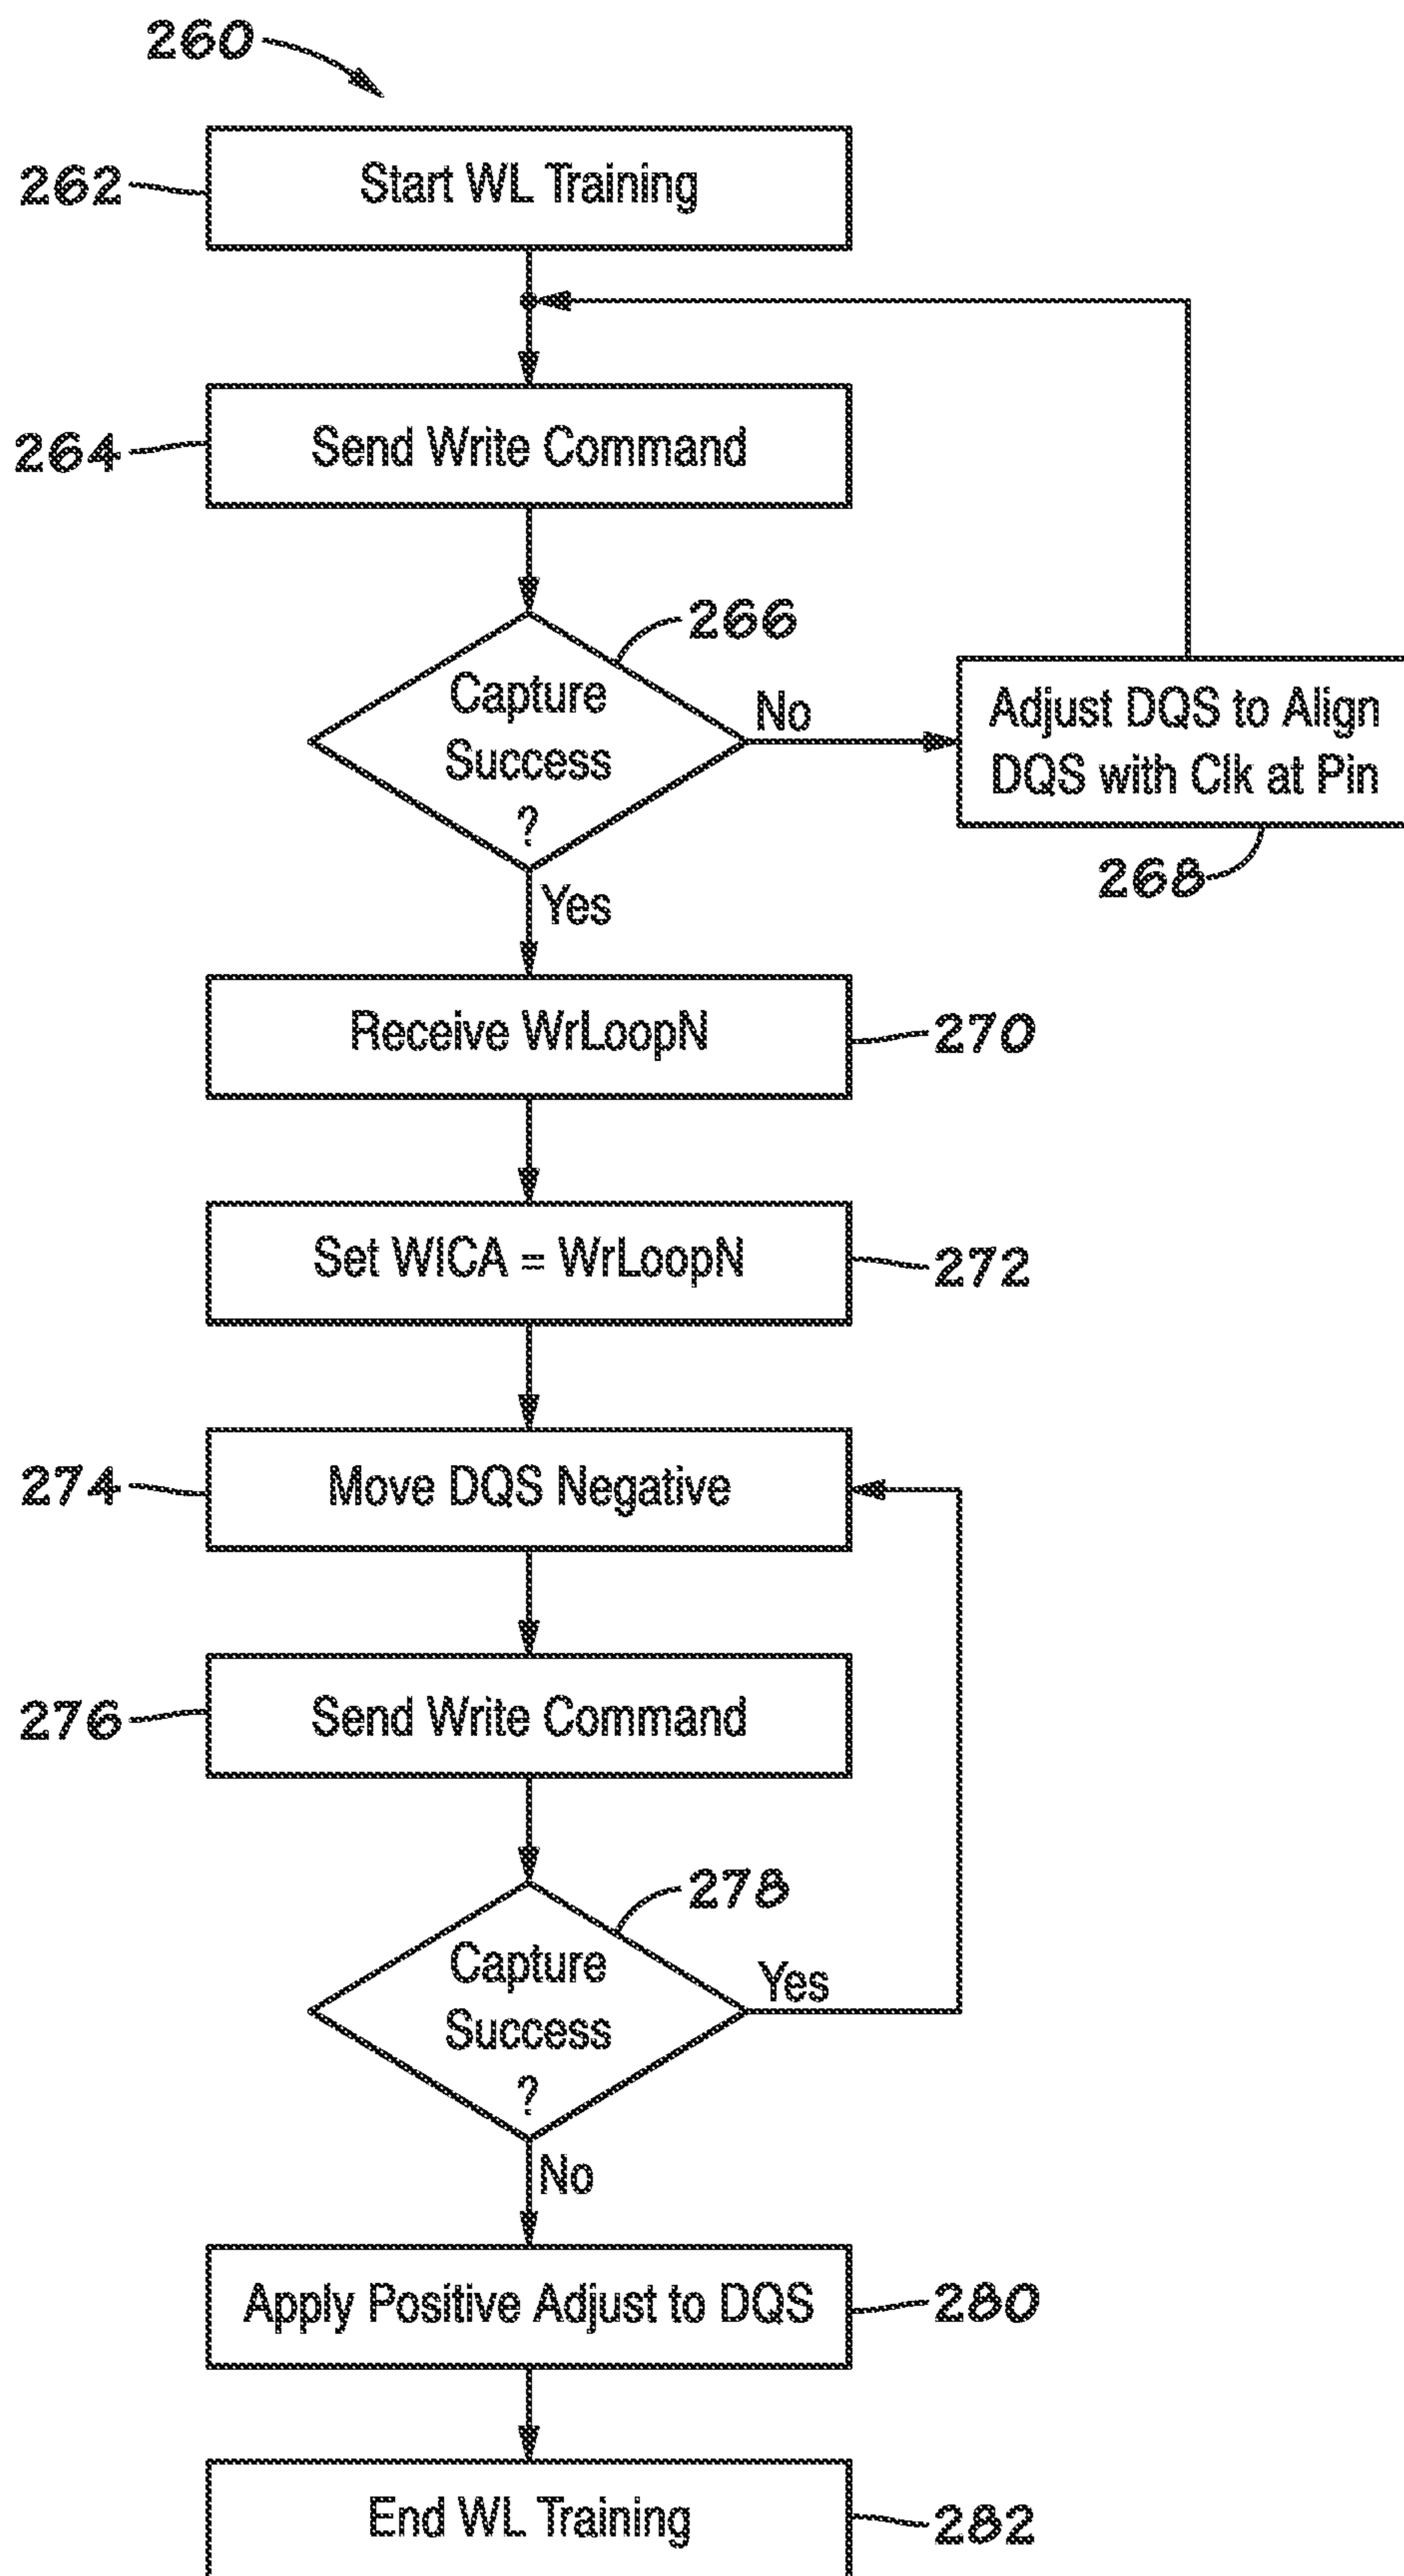 260
262
Start WL Training
264
Send Write Command
266
Capture
Success
?
No
Adjust DQS to Align
DQS with Clk at Pin
268
Yes
Receive WrLoopN
270
Set WICA = WrLoopN
272
274
Move DQS Negative
276
Send Write Command
278
Capture
Success
?
Yes
No
Apply Positive Adjust to DQS
280
End WL Training
282